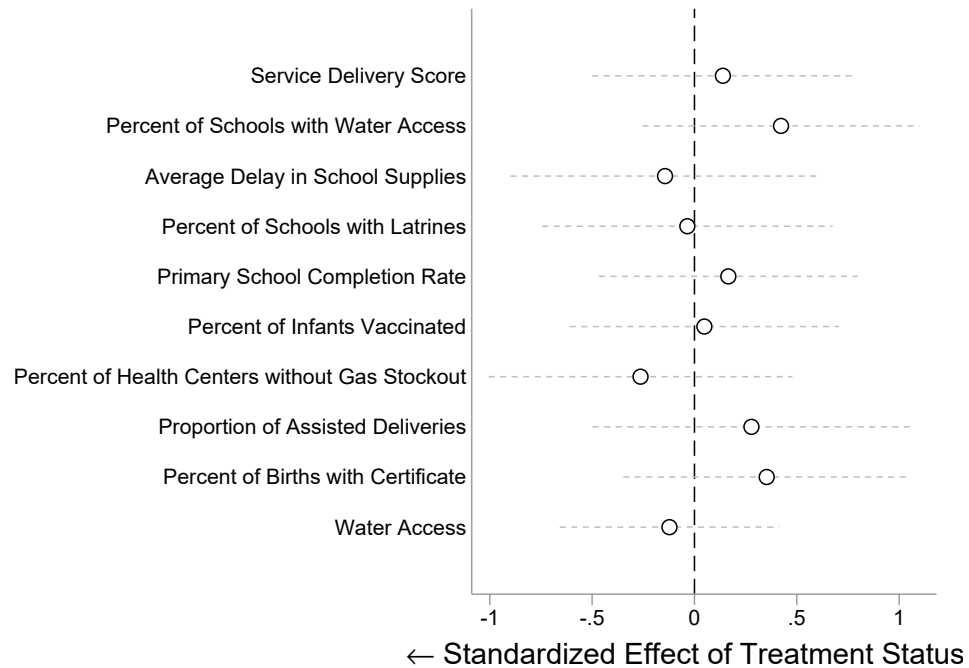 Service Delivery Score
Percent of Schools with Water Access
Average Delay in School Supplies
Percent of Schools with Latrines
Primary School Completion Rate
Percent of Infants Vaccinated
Percent of Health Centers without Gas Stockout
Proportion of Assisted Deliveries
Percent of Births with Certificate
Water Access
-1 -.5 0 .5 1
← Standardized Effect of Treatment Status